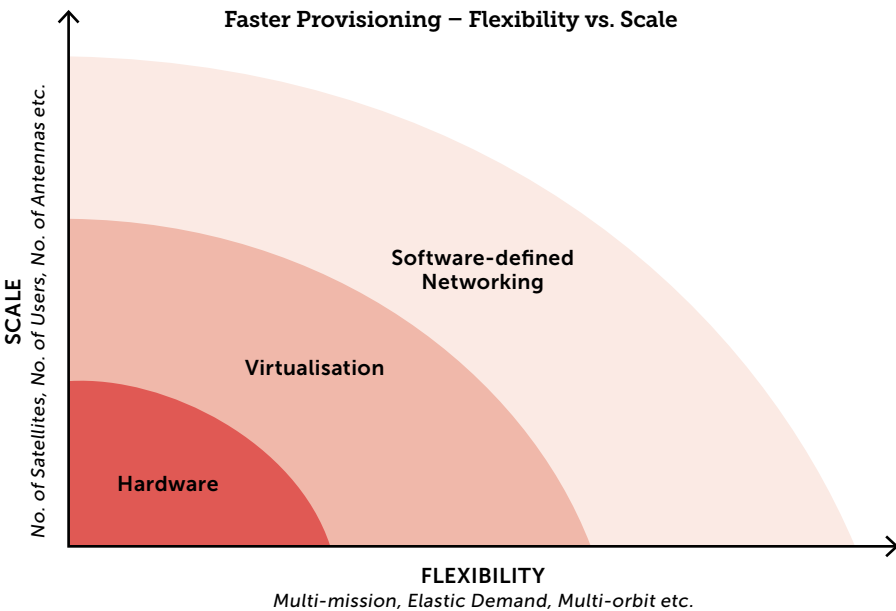 Faster Provisioning – Flexibility vs. Scale
SCALE
No. of Satellites, No. of Users, No. of Antennas etc.
Software-defined
Networking
Virtualisation
Hardware
FLEXIBILITY
Multi-mission, Elastic Demand, Multi-orbit etc.